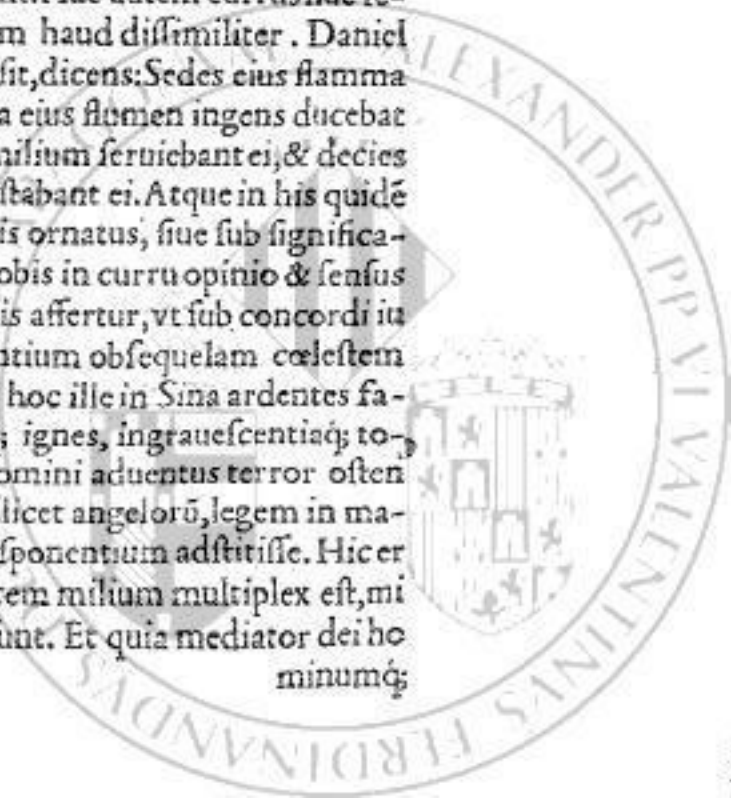 m haud diſſimiliter . Daniel
ſit,dicens:Sedes eius flamma
a eius flumen ingens ducebat
milium ſeruiebant ei,& decies
ſtabant ei.Atque in his quidē
is ornatus, ſiue ſub ſignifica-
obis in curru opinio & ſenſus
is affertur,vt ſub concordi iu
ntium obſequelam cœleſtem
hoc ille in Sina ardentes fa-
; ignes, ingraueſcentiaq́; to-
omini aduentus terror oſten
licet angelorū,legem in ma-
ſponentium adſtitiſſe. Hic er
tem milium multiplex eſt,mi
unt. Et quia mediator dei ho
minumq́;
ALEXANDER PP VI VALENTINVS FERDINANDVS